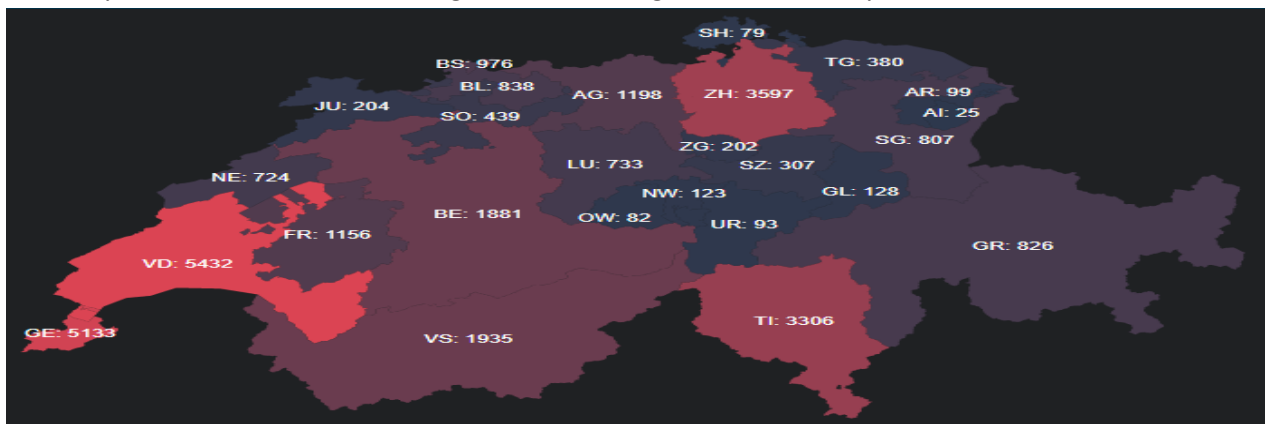 SH: 79
BS: 976
TG: 380
BL: 838
AG: 1198
ZH: 3597
AR: 99
JU: 204
SO: 439
AI: 25
ZG: 202
SG: 807
LU: 733
SZ: 307
NE: 724
NW: 123
GL: 128
BE: 1881
OW: 82
UR: 93
FR: 1156
GR: 826
VD: 5432
TI: 3306
GE: 5133
VS: 1935